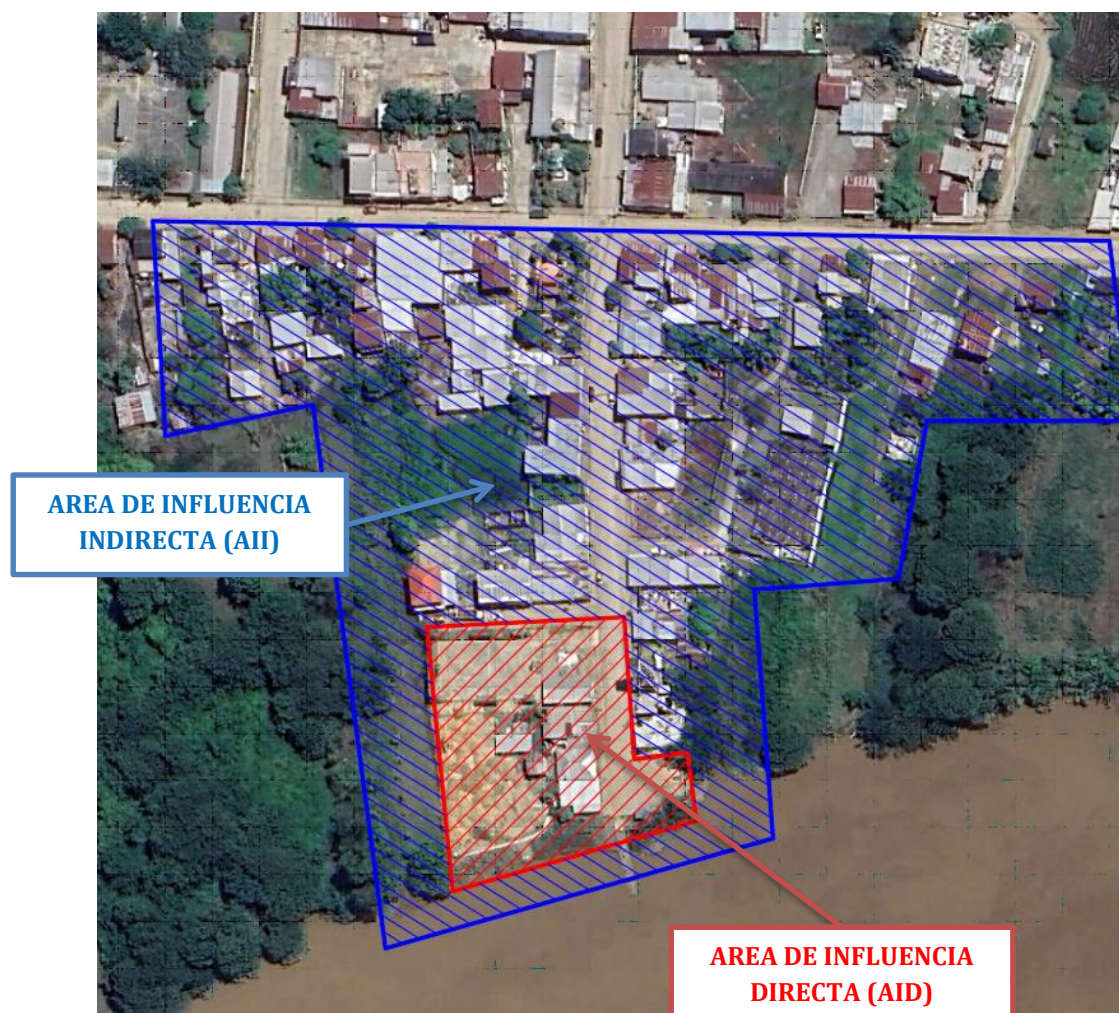 AREA DE INFLUENCIA
INDIRECTA (AII)
AREA DE INFLUENCIA
DIRECTA (AID)